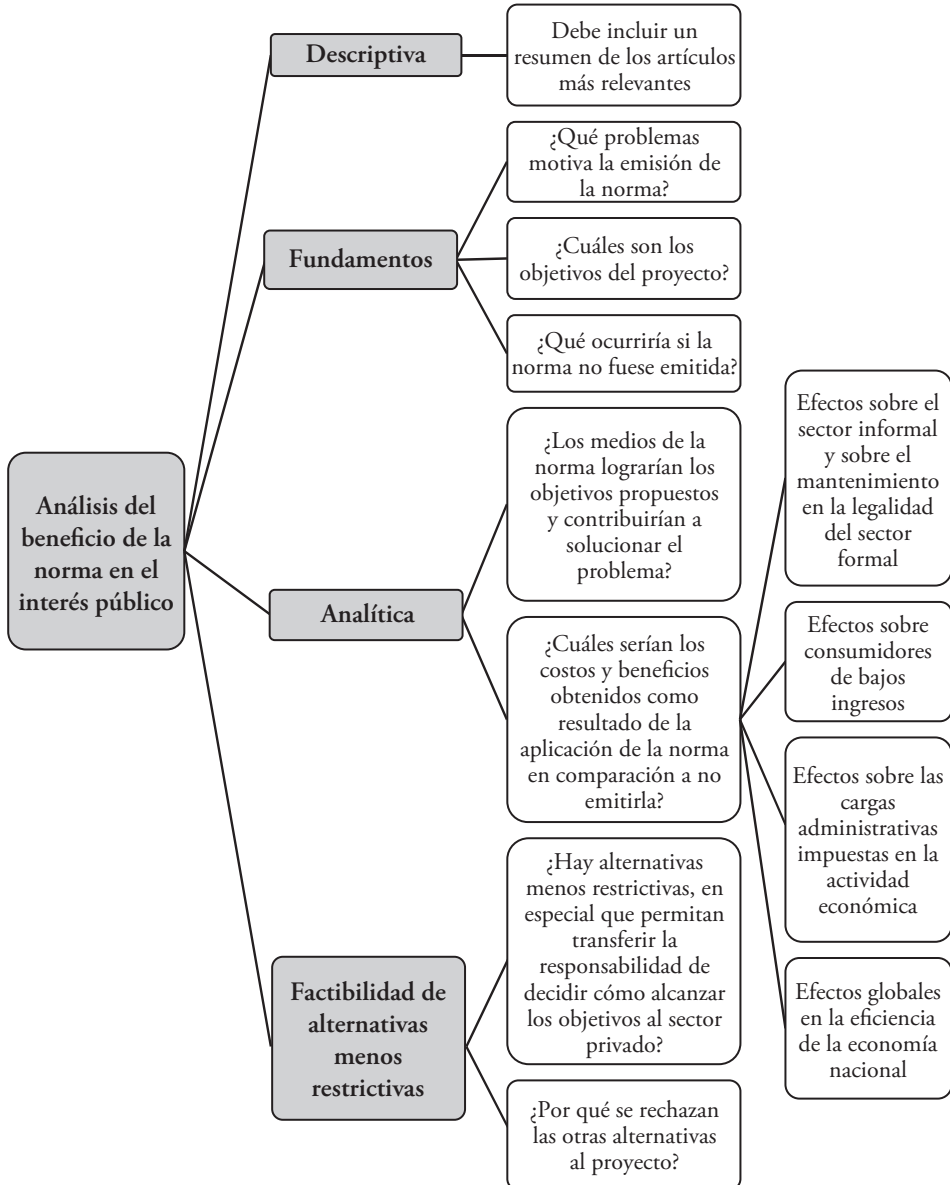 Análisis del
beneficio de la
norma en el
interés público
Descriptiva
Debe incluir un
resumen de los artículos
más relevantes
Fundamentos
¿Qué problemas
motiva la emisión de
la norma?
¿Cuáles son los
objetivos del proyecto?
¿Qué ocurriría si la
norma no fuese emitida?
Analítica
¿Los medios de la
norma lograrían los
objetivos propuestos
y contribuirían a
solucionar el
problema?
¿Cuáles serían los
costos y beneficios
obtenidos como
resultado de la
aplicación de la norma
en comparación a no
emitirla?
Efectos sobre el
sector informal
y sobre el
mantenimiento
en la legalidad
del sector
formal
Efectos sobre
consumidores
de bajos
ingresos
Efectos sobre las
cargas
administrativas
impuestas en la
actividad
económica
Efectos globales
en la eficiencia
de la economía
nacional
Factibilidad de
alternativas
menos
restrictivas
¿Hay alternativas
menos restrictivas, en
especial que permitan
transferir la
responsabilidad de
decidir cómo alcanzar
los objetivos al sector
privado?
¿Por qué se rechazan
las otras alternativas
al proyecto?